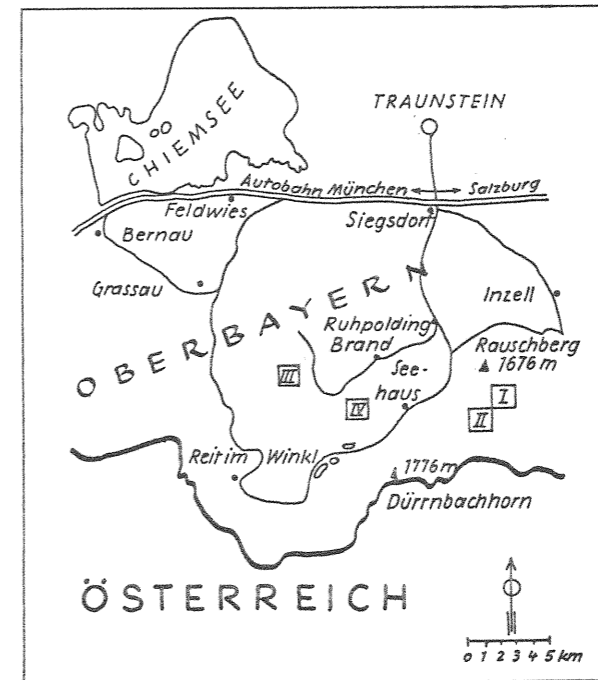 TRAUNSTEIN
CHIEMSEE
Autobahn München ←→ Salzburg
Feldwies
Siegsdorf
Bernau
Grassau
Inzell
OBERBAYERN
Ruhpolding
Brand
Rauschberg
1676 m
See-
haus
III
I
IV
II
Reit im Winkl
1776 m
Dürrnbachhorn
ÖSTERREICH
0 1 2 3 4 5 km